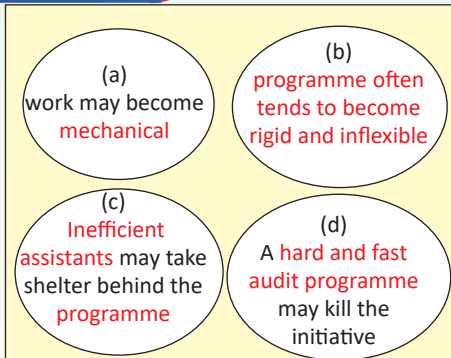 (a)
work may become
mechanical
(b)
programme often
tends to become
rigid and inflexible
(c)
Inefficient
assistants may take
shelter behind the
programme
(d)
A hard and fast
audit programme
may kill the
initiative